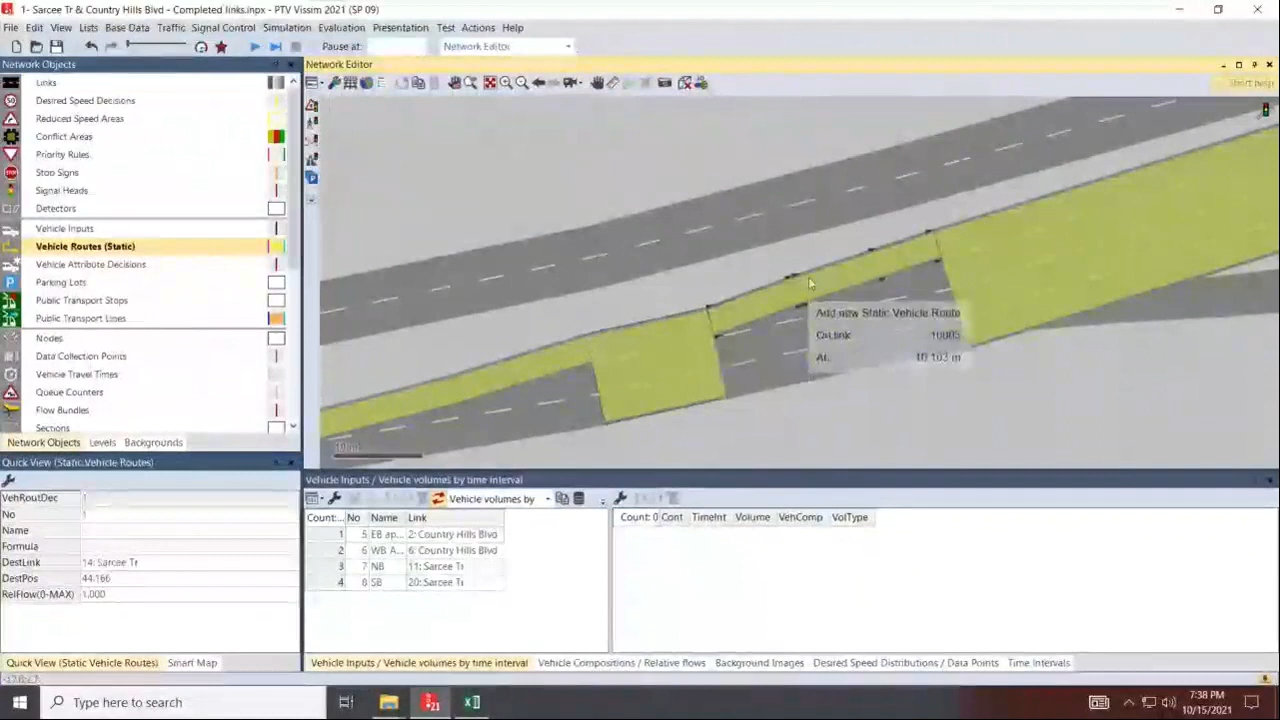 1- Sarcee Tr & Country Hills Blvd - Completed links.inpx - PTV Vissim 2021 (SP 09)
File Edit View Lists Base Data Traffic Signal Control Simulation Evaluation Presentation Test Actions Help
Pause at: Network Editor
Network Objects
Network Editor
Links
Desired Speed Decisions
Reduced Speed Areas
Conflict Areas
Priority Rules
Stop Signs
Signal Heads
Detectors
Vehicle Inputs
Vehicle Routes (Static)
Vehicle Attribute Decisions
Parking Lots
Public Transport Stops
Public Transport Lines
Nodes
Data Collection Points
Vehicle Travel Times
Queue Counters
Flow Bundles
Sections
Network Objects Levels Backgrounds
Start help
Add new Static Vehicle Route
On Link
At:
10 m
Quick View (Static Vehicle Routes)
VehRoutDec 1
No 1
Name
Formula
DestLink 14: Sarcee Tr
DestPos 44.166
RelFlow(0-MAX) 1.000
Quick View (Static Vehicle Routes) Smart Map
Vehicle Inputs / Vehicle volumes by time interval
Vehicle volumes by
Count:... No Name Link
1 5 EB ap... 2: Country Hills Blvd
2 6 WB A... 6: Country Hills Blvd
3 7 NB 11: Sarcee Tr
4 8 SB 20: Sarcee Tr
Count: 0 Cont TimeInt Volume VehComp VolType
Vehicle Inputs / Vehicle volumes by time interval Vehicle Compositions / Relative flows Background Images Desired Speed Distributions / Data Points Time Intervals
Type here to search
7:38 PM
10/15/2021